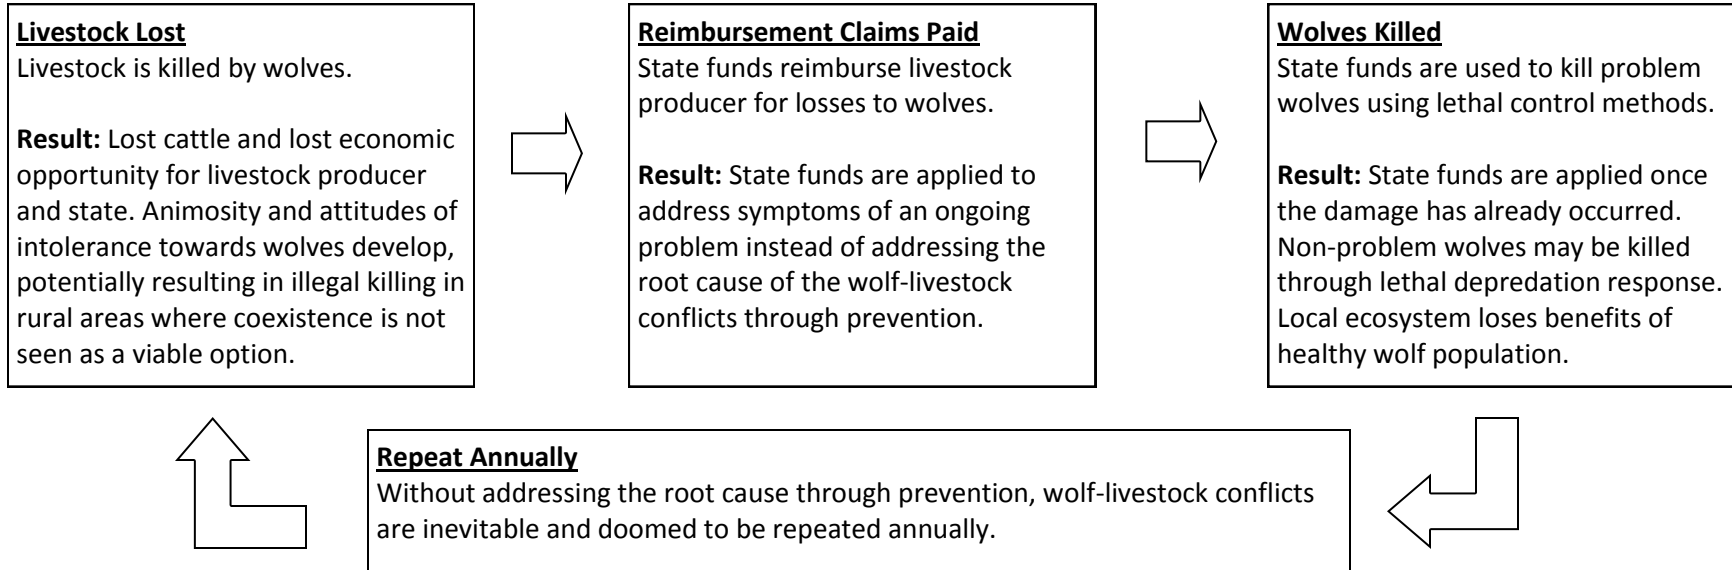 Livestock Lost
Livestock is killed by wolves.
Result: Lost cattle and lost economic
opportunity for livestock producer
and state. Animosity and attitudes of
intolerance towards wolves develop,
potentially resulting in illegal killing in
rural areas where coexistence is not
seen as a viable option.
Reimbursement Claims Paid
State funds reimburse livestock
producer for losses to wolves.
Result: State funds are applied to
address symptoms of an ongoing
problem instead of addressing the
root cause of the wolf-livestock
conflicts through prevention.
Wolves Killed
State funds are used to kill problem
wolves using lethal control methods.
Result: State funds are applied once
the damage has already occurred.
Non-problem wolves may be killed
through lethal depredation response.
Local ecosystem loses benefits of
healthy wolf population.
Repeat Annually
Without addressing the root cause through prevention, wolf-livestock conflicts
are inevitable and doomed to be repeated annually.